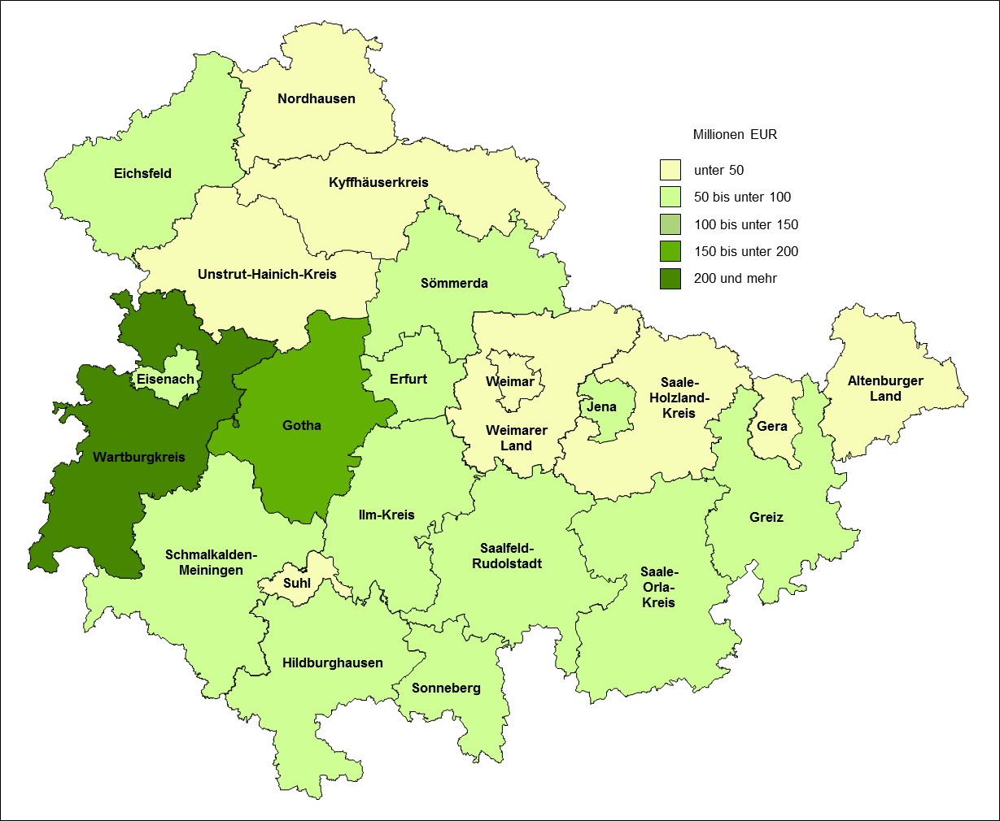 Nordhausen
Millionen EUR
unter 50
Eichsfeld
Kyffhäuserkreis
50 bis unter 100
100 bis unter 150
150 bis unter 200
Unstrut-Hainich-Kreis
Sömmerda
200 und mehr
Eisenach
Erfurt
Weimar
Saale-
Holzland-
Kreis
Altenburger
Land
Jena
Gotha
Weimarer
Land
Gera
Wartburgkreis
Ilm-Kreis
Greiz
Schmalkalden-
Meiningen
Saalfeld-
Rudolstadt
Suhl
Saale-
Orla-
Kreis
Hildburghausen
Sonneberg